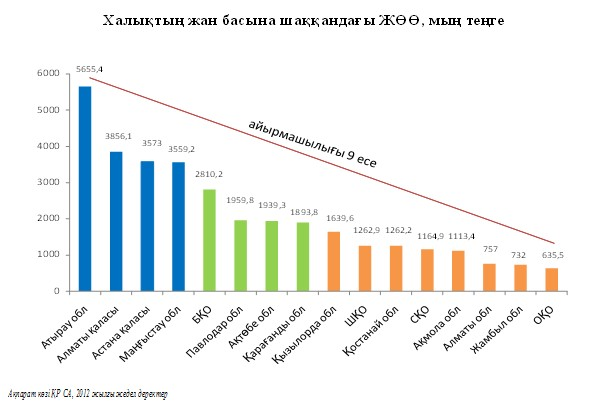 Халықтың жан басына шаққандағы ЖӨӨ, мың теңге
6000
5000
4000
3000
2000
1000
0
5655,4
3856,1
3573
3559,2
2810,2
1959,8
1939,3
1893,8
1639,6
1262,9
1262,2
1164,9
1113,4
757
732
635,5
айырмашылығы 9 есе
Атырау обл
Алматы қаласы
Астана қаласы
Маңғыстау обл
БҚО
Павлодар обл
Ақтөбе обл
Қарағанды обл
Қызылорда обл
ШҚО
Қостанай обл
СҚО
Ақмола обл
Алматы обл
Жамбыл обл
ОҚО
Ақпарат көзі ҚР СА, 2012 жылғы жедел деректер